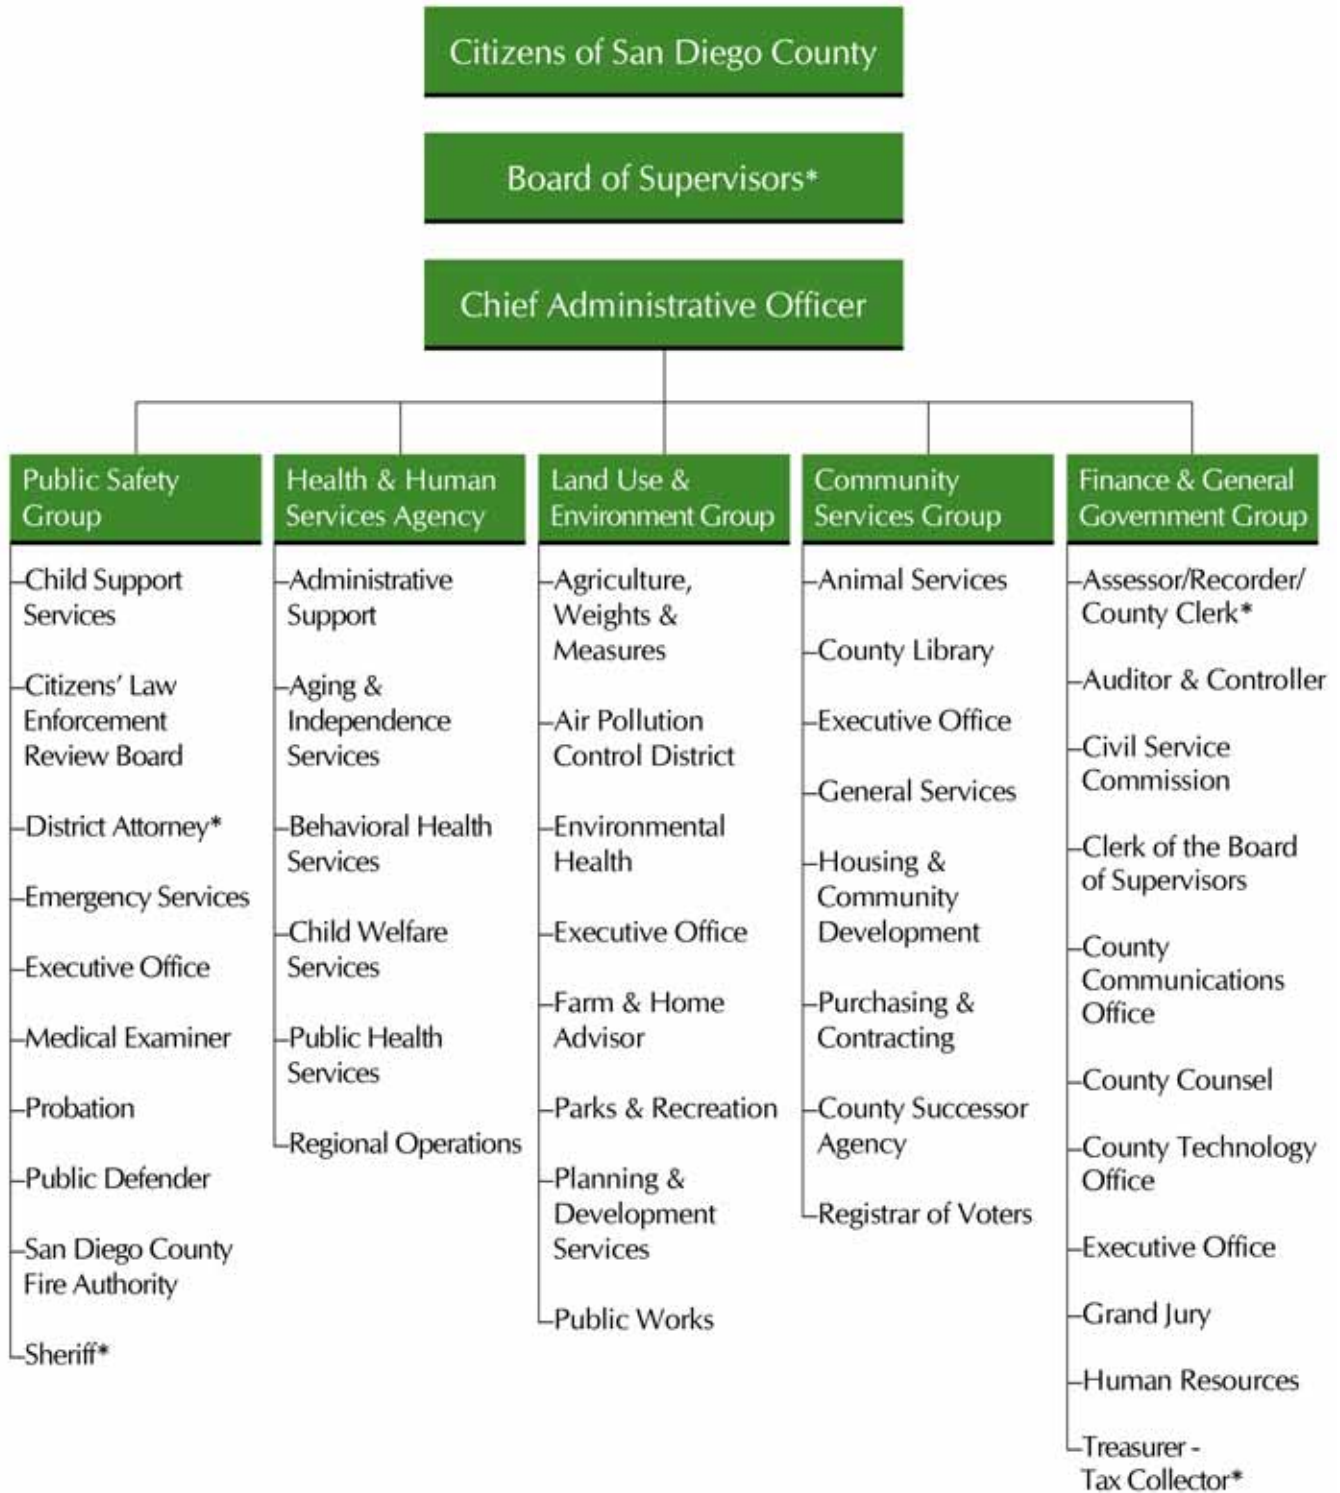 Citizens of San Diego County
Board of Supervisors*
Chief Administrative Officer
Public Safety
Group
Child Support
Services
Citizens’ Law
Enforcement
Review Board
District Attorney*
Emergency Services
Executive Office
Medical Examiner
Probation
Public Defender
San Diego County
Fire Authority
Sheriff*
Health & Human
Services Agency
Administrative
Support
Aging &
Independence
Services
Behavioral Health
Services
Child Welfare
Services
Public Health
Services
Regional Operations
Land Use &
Environment Group
Agriculture,
Weights &
Measures
Air Pollution
Control District
Environmental
Health
Executive Office
Farm & Home
Advisor
Parks & Recreation
Planning &
Development
Services
Public Works
Community
Services Group
Animal Services
County Library
Executive Office
General Services
Housing &
Community
Development
Purchasing &
Contracting
County Successor
Agency
Registrar of Voters
Finance & General
Government Group
Assessor/Recorder/
County Clerk*
Auditor & Controller
Civil Service
Commission
Clerk of the Board
of Supervisors
County
Communications
Office
County Counsel
County Technology
Office
Executive Office
Grand Jury
Human Resources
Treasurer -
Tax Collector*